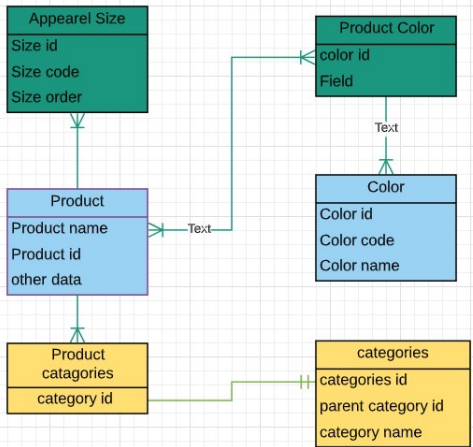 Appearel Size
Size id
Size code
Size order
Product Color
color id
Field
Text
Product
Product name
Product id
other data
Text
Color
Color id
Color code
Color name
Product
catagories
category id
categories
categories id
parent category id
category name